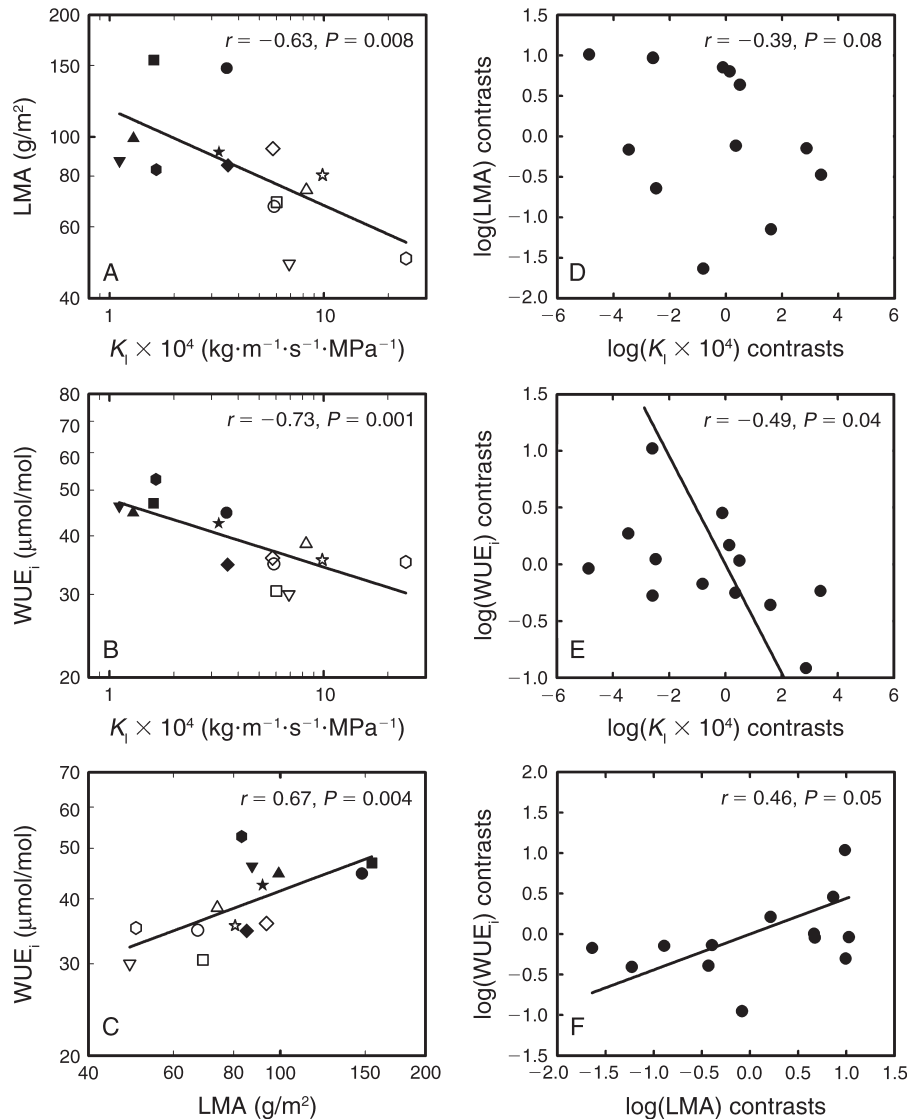 200
150
100
80
60
40
LMA (g/m²)
r = −0.63, P = 0.008
A
1
10
Kₗ × 10⁴ (kg·m⁻¹·s⁻¹·MPa⁻¹)
1.5
1.0
0.5
0.0
−0.5
−1.0
−1.5
−2.0
log(LMA) contrasts
r = −0.39, P = 0.08
D
−6 −4 −2 0 2 4 6
log(Kₗ × 10⁴) contrasts
80
70
60
50
40
30
20
WUEᵢ (μmol/mol)
r = −0.73, P = 0.001
B
1
10
Kₗ × 10⁴ (kg·m⁻¹·s⁻¹·MPa⁻¹)
1.5
1.0
0.5
0.0
−0.5
−1.0
log(WUEᵢ) contrasts
r = −0.49, P = 0.04
E
−6 −4 −2 0 2 4 6
log(Kₗ × 10⁴) contrasts
70
60
50
40
30
20
WUEᵢ (μmol/mol)
r = 0.67, P = 0.004
C
40 60 80 100 150 200
LMA (g/m²)
2.0
1.5
1.0
0.5
0.0
−0.5
−1.0
−1.5
log(WUEᵢ) contrasts
r = 0.46, P = 0.05
F
−2.0 −1.5 −1.0 −0.5 0.0 0.5 1.0 1.5
log(LMA) contrasts